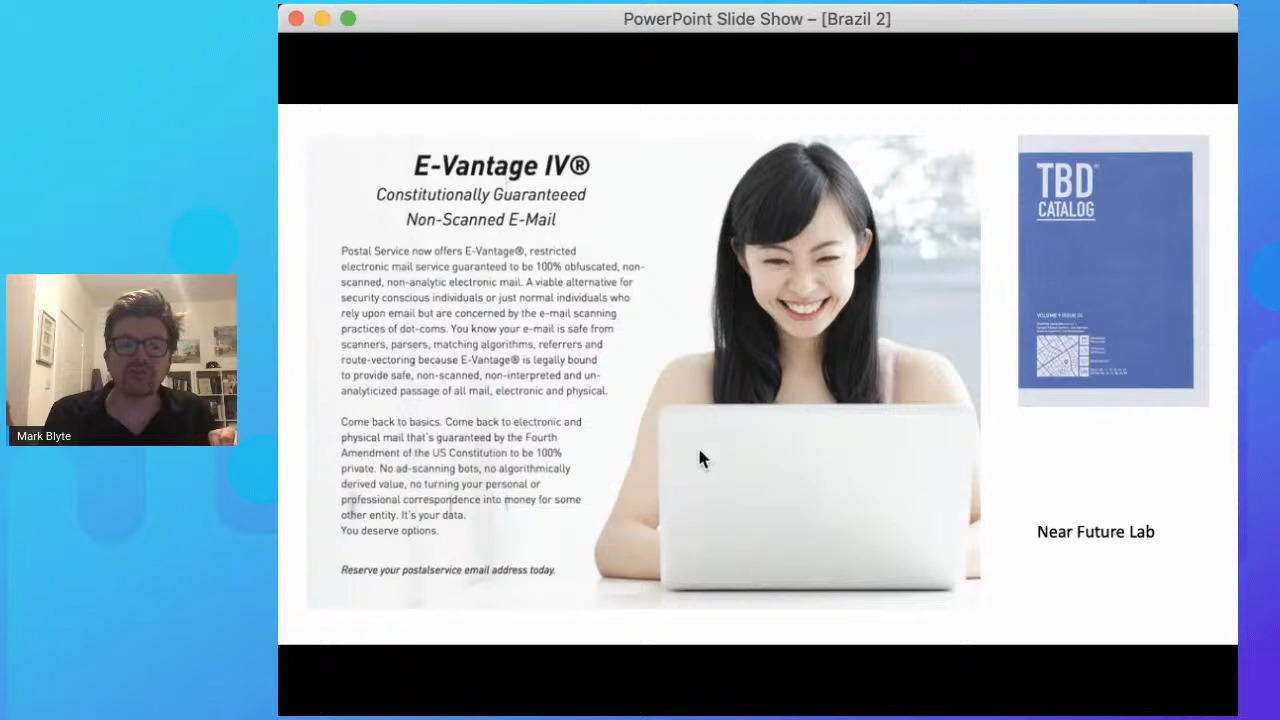 PowerPoint Slide Show – [Brazil 2]
E-Vantage IV®
Constitutionally Guaranteeed
Non-Scanned E-Mail
Postal Service now offers E-Vantage®, restricted
electronic mail service guaranteed to be 100% obfuscated, non-
scanned, non-analytic electronic mail. A viable alternative for
security conscious individuals or just normal individuals who
rely upon email but are concerned by the e-mail scanning
practices of dot-coms. You know your e-mail is safe from
scanners, parsers, matching algorithms, referrers and
route-vectoring because E-Vantage® is legally bound
to provide safe, non-scanned, non-interpreted and un-
analyticized passage of all mail, electronic and physical.
Come back to basics. Come back to electronic and
physical mail that's guaranteed by the Fourth
Amendment of the US Constitution to be 100%
private. No ad-scanning bots, no algorithmically
derived value, no turning your personal or
professional correspondence into money for some
other entity. It's your data.
You deserve options.
Reserve your postalservice email address today.
TBD
CATALOG
VOLUME 9 ISSUE 24
Near Future Lab
Mark Blyte